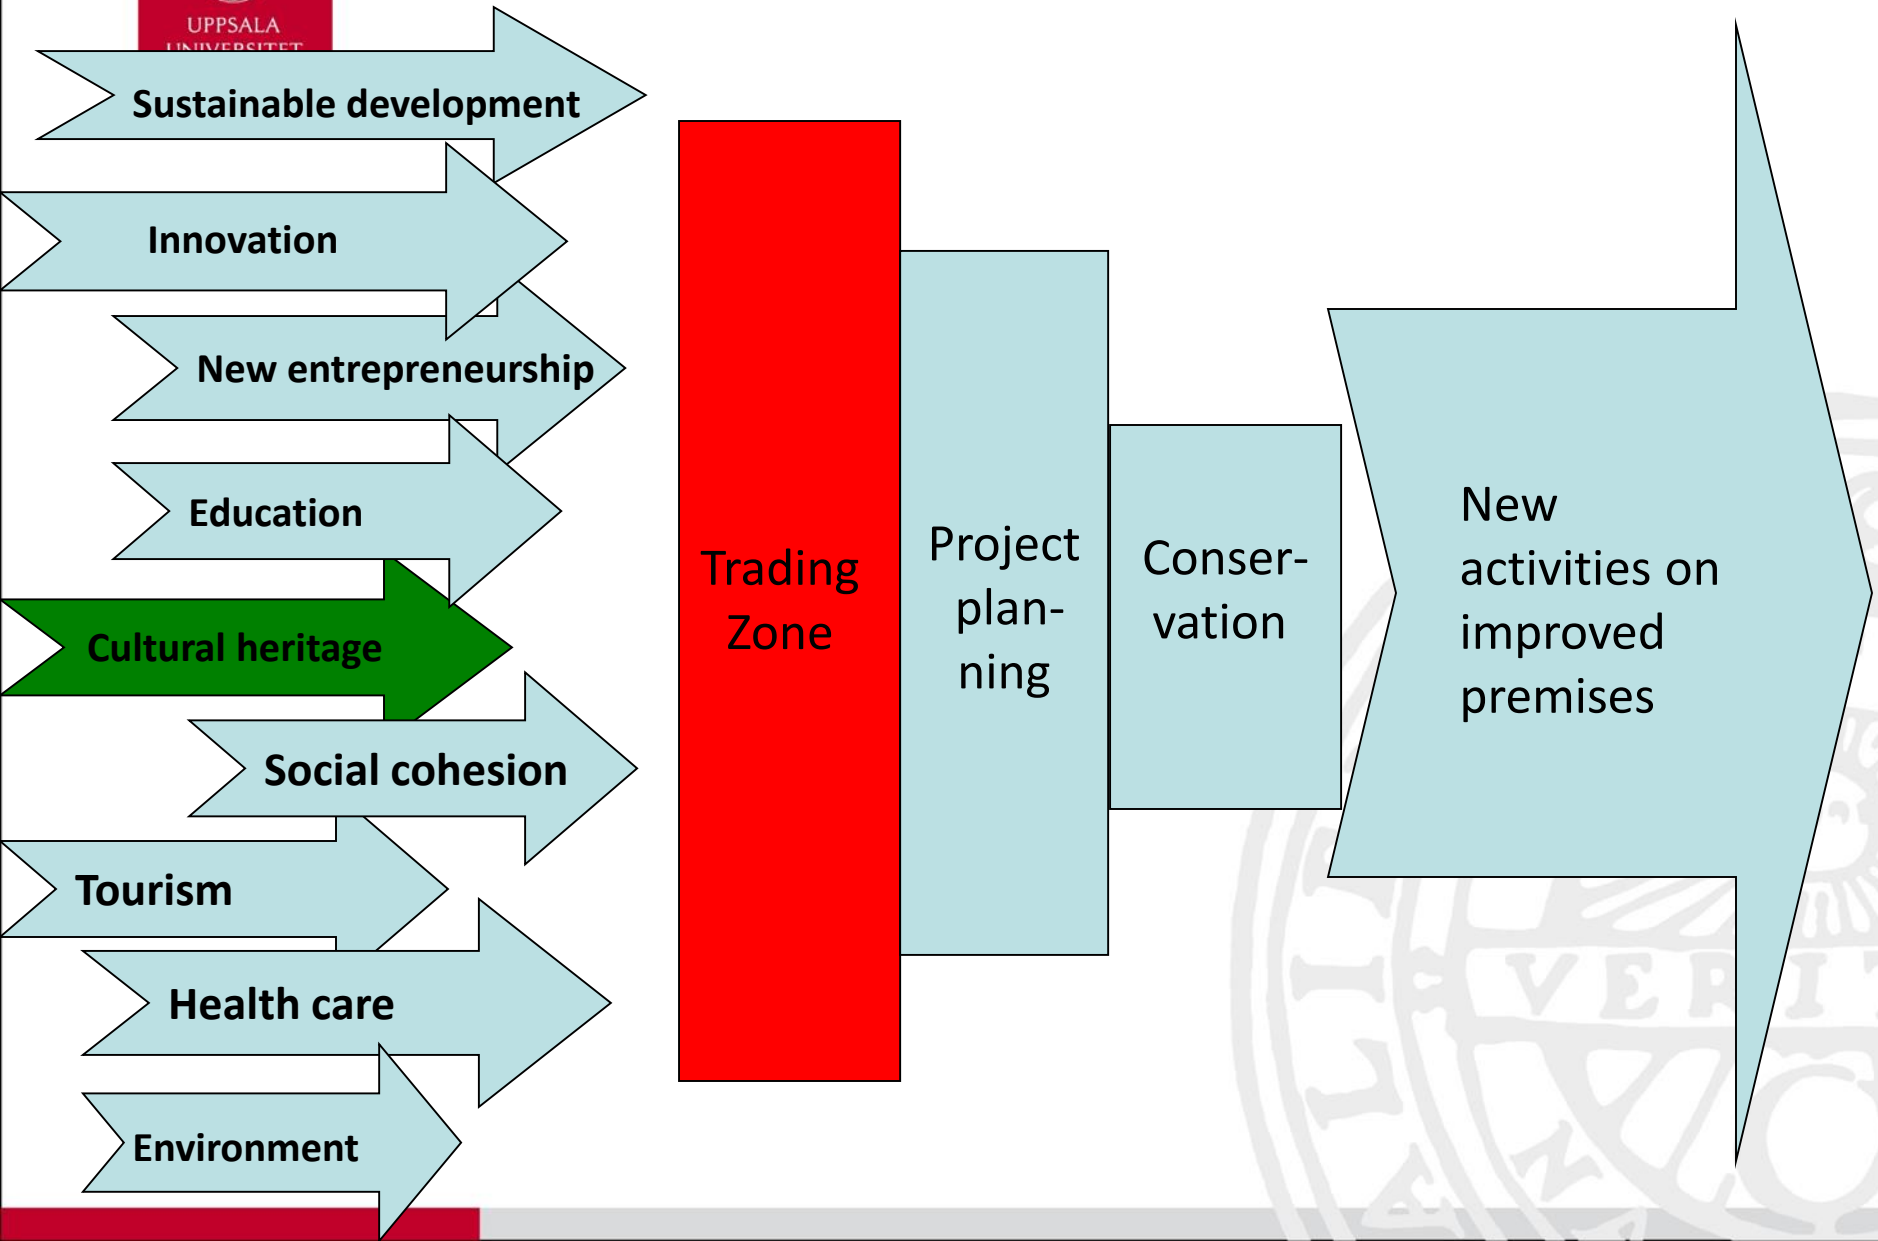 UPPSALA
UNIVERSITET
Sustainable development
Innovation
New entrepreneurship
Education
Cultural heritage
Social cohesion
Tourism
Health care
Environment
Trading
Zone
Project
plan-
ning
Conser-
vation
New
activities on
improved
premises